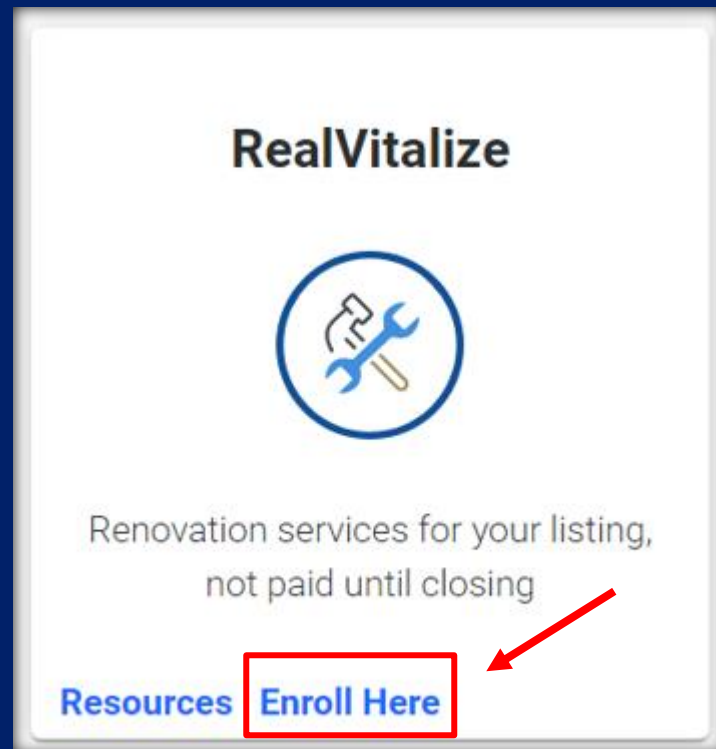 RealVitalize
Renovation services for your listing,
not paid until closing
Resources Enroll Here